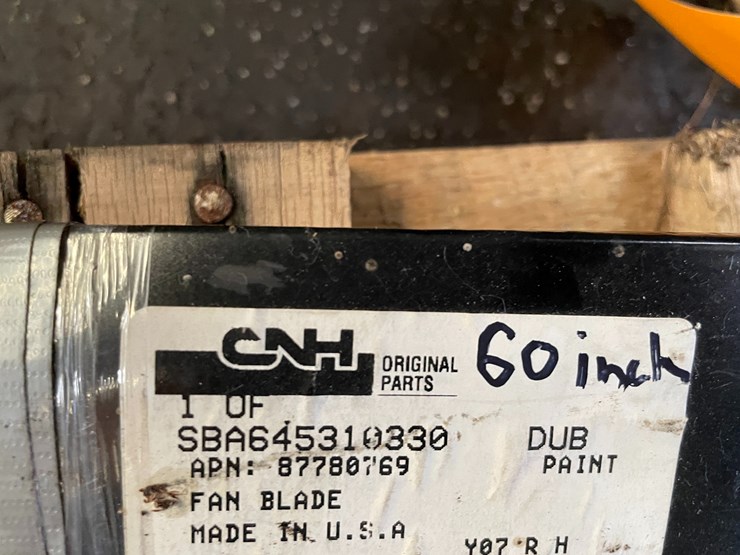 CNH ORIGINAL PARTS 60 inch
1 OF
SBA645310330 DUB
APN: 87780769 PAINT
FAN BLADE
MADE IN U.S.A
Y07 R H